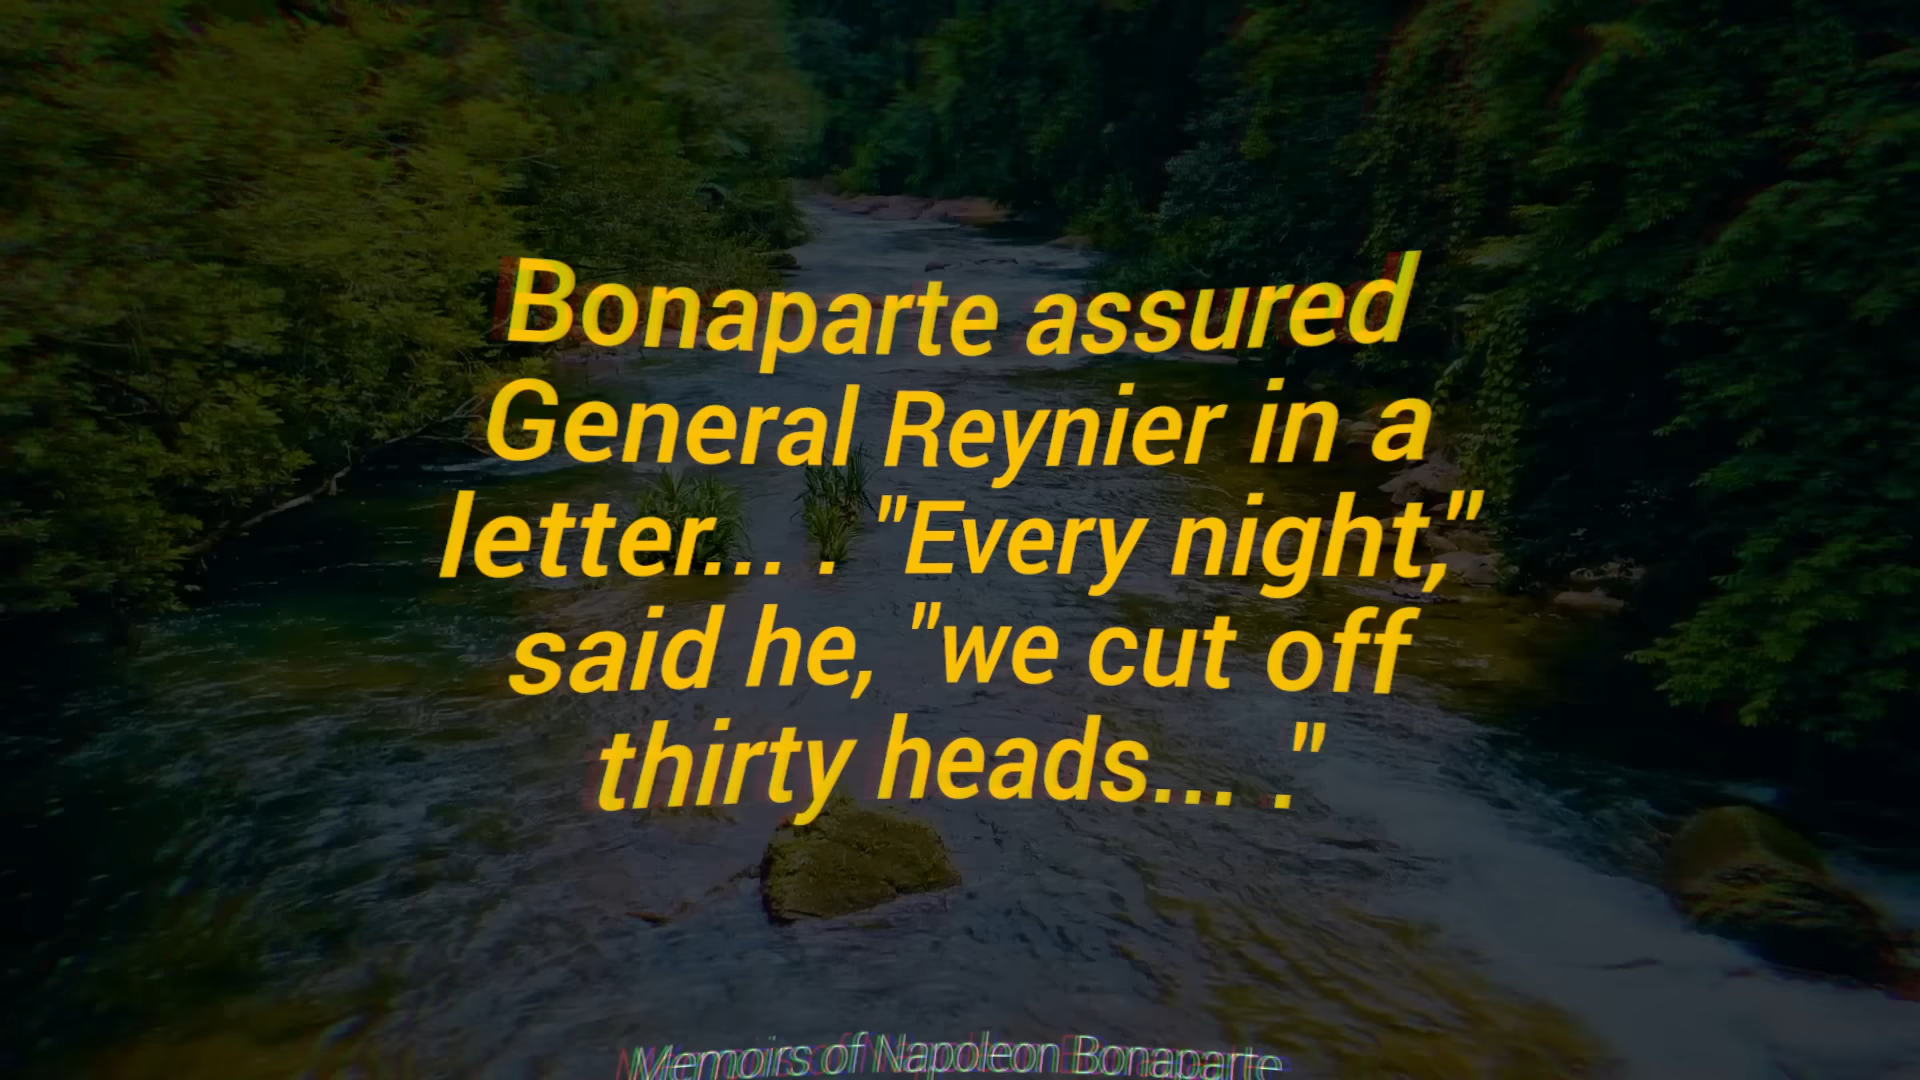 Bonaparte assured
General Reynier in a
letter... . "Every night,"
said he, "we cut off
thirty heads... ."
Memoirs of Napoleon Bonaparte